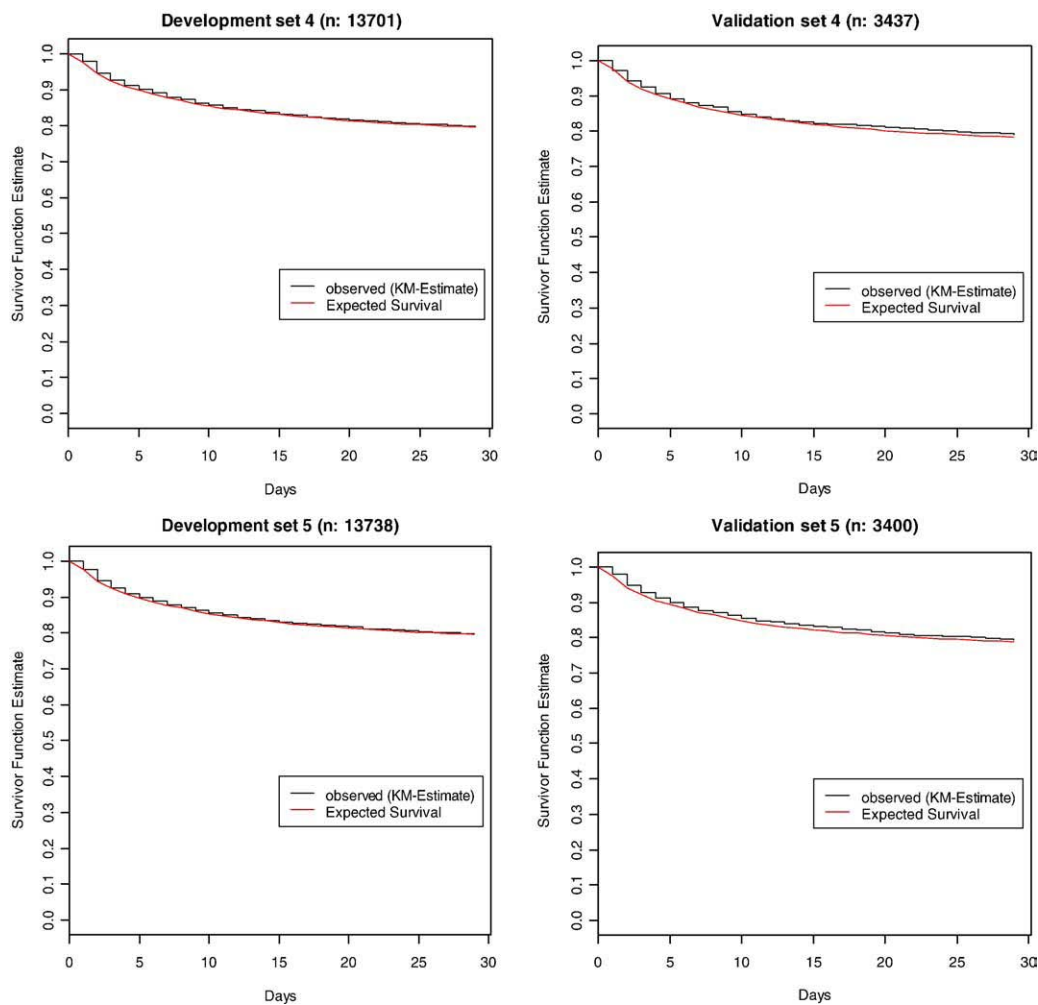 Development set 4 (n: 13701)
Survivor Function Estimate
1.0
0.9
0.8
0.7
0.6
0.5
0.4
0.3
0.2
0.1
0.0
observed (KM-Estimate)
Expected Survival
0 5 10 15 20 25 30
Days
Validation set 4 (n: 3437)
Survivor Function Estimate
1.0
0.9
0.8
0.7
0.6
0.5
0.4
0.3
0.2
0.1
0.0
observed (KM-Estimate)
Expected Survival
0 5 10 15 20 25 30
Days
Development set 5 (n: 13738)
Survivor Function Estimate
1.0
0.9
0.8
0.7
0.6
0.5
0.4
0.3
0.2
0.1
0.0
observed (KM-Estimate)
Expected Survival
0 5 10 15 20 25 30
Days
Validation set 5 (n: 3400)
Survivor Function Estimate
1.0
0.9
0.8
0.7
0.6
0.5
0.4
0.3
0.2
0.1
0.0
observed (KM-Estimate)
Expected Survival
0 5 10 15 20 25 30
Days